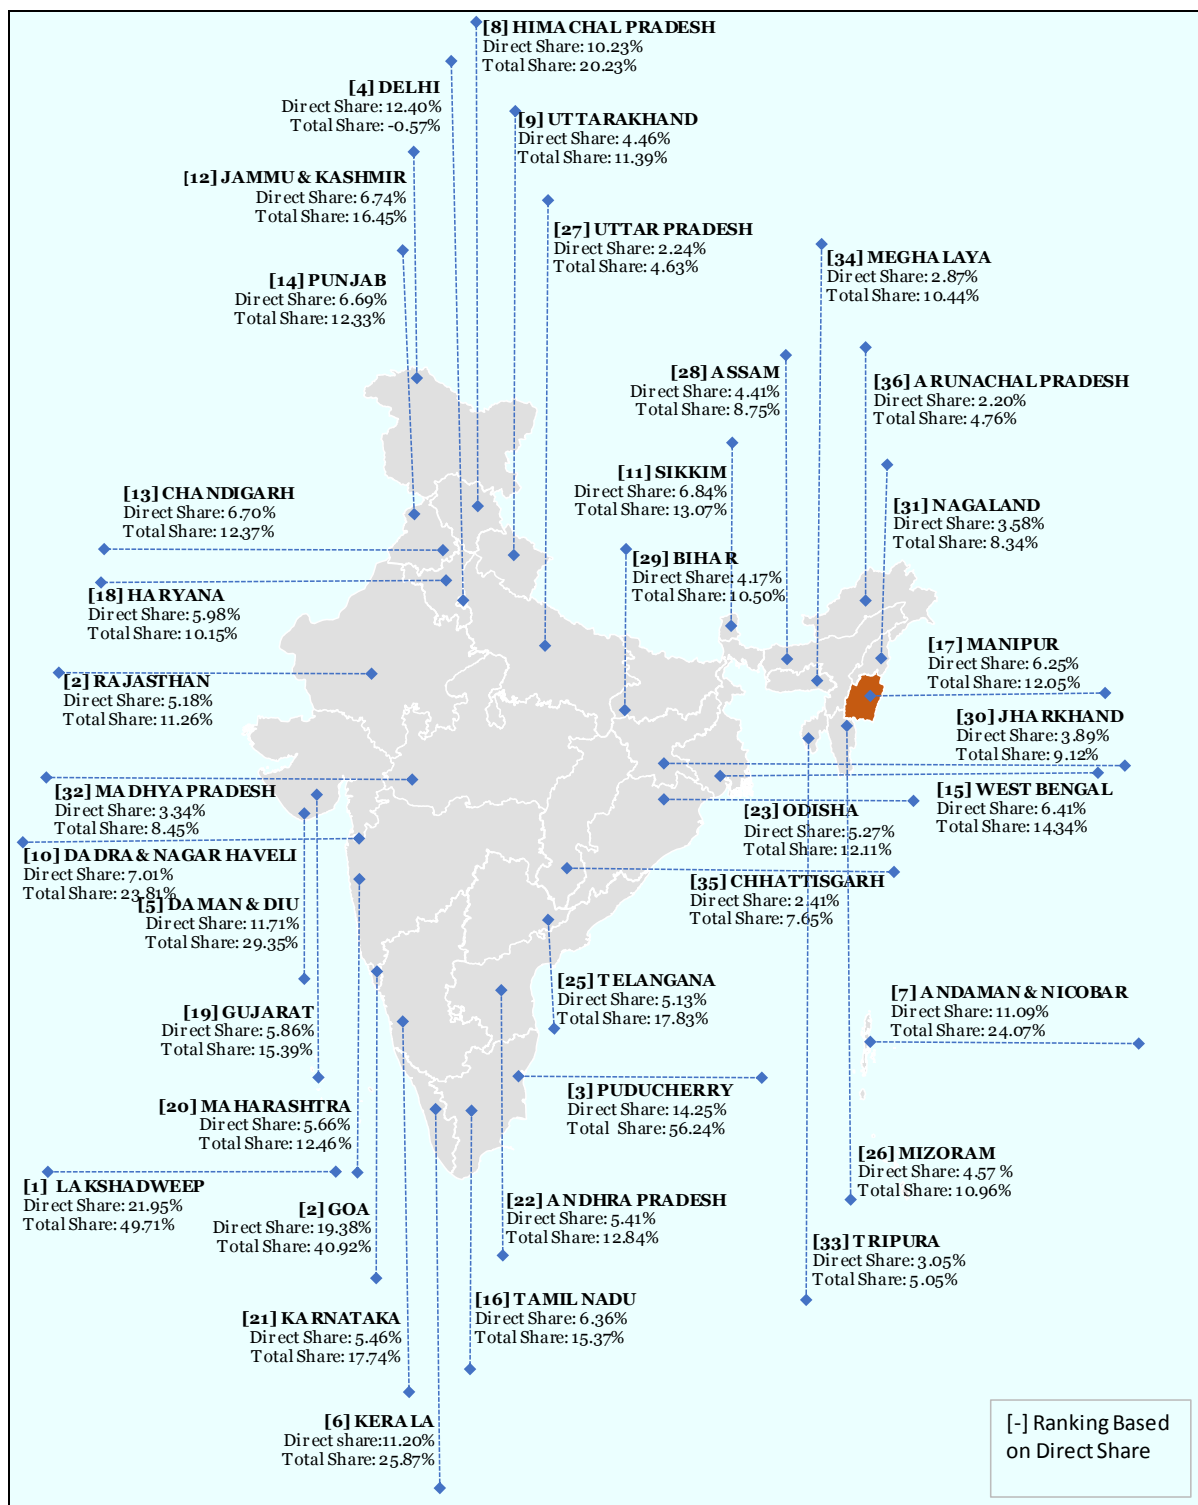 [8] HIMACHAL PRADESH
Direct Share: 10.23%
Total Share: 20.23%
[4] DELHI
Direct Share: 12.40%
Total Share: -0.57%
[9] UTTARAKHAND
Direct Share: 4.46%
Total Share: 11.39%
[12] JAMMU & KASHMIR
Direct Share: 6.74%
Total Share: 16.45%
[27] UTTAR PRADESH
Direct Share: 2.24%
Total Share: 4.63%
[34] MEGHALAYA
Direct Share: 2.87%
Total Share: 10.44%
[14] PUNJAB
Direct Share: 6.69%
Total Share: 12.33%
[28] ASSAM
Direct Share: 4.41%
Total Share: 8.75%
[36] ARUNACHAL PRADESH
Direct Share: 2.20%
Total Share: 4.76%
[11] SIKKIM
Direct Share: 6.84%
Total Share: 13.07%
[13] CHANDIGARH
Direct Share: 6.70%
Total Share: 12.37%
[31] NAGALAND
Direct Share: 3.58%
Total Share: 8.34%
[29] BIHAR
Direct Share: 4.17%
Total Share: 10.50%
[18] HARYANA
Direct Share: 5.98%
Total Share: 10.15%
[17] MANIPUR
Direct Share: 6.25%
Total Share: 12.05%
[2] RAJASTHAN
Direct Share: 5.18%
Total Share: 11.26%
[30] JHARKHAND
Direct Share: 3.89%
Total Share: 9.12%
[32] MADHYA PRADESH
Direct Share: 3.34%
Total Share: 8.45%
[15] WEST BENGAL
Direct Share: 6.41%
Total Share: 14.34%
[23] ODISHA
Direct Share: 5.27%
Total Share: 12.11%
[10] DADRA & NAGAR HAVELI
Direct Share: 7.01%
Total Share: 23.81%
[35] CHHATTISGARH
Direct Share: 2.41%
Total Share: 7.65%
[5] DAMAN & DIU
Direct Share: 11.71%
Total Share: 29.35%
[25] TELANGANA
Direct Share: 5.13%
Total Share: 17.83%
[7] ANDAMAN & NICOBAR
Direct Share: 11.09%
Total Share: 24.07%
[19] GUJARAT
Direct Share: 5.86%
Total Share: 15.39%
[3] PUDUCHERRY
Direct Share: 14.25%
Total Share: 56.24%
[20] MAHARASHTRA
Direct Share: 5.66%
Total Share: 12.46%
[26] MIZORAM
Direct Share: 4.57 %
Total Share: 10.96%
[1] LAKSHADWEEP
Direct Share: 21.95%
Total Share: 49.71%
[22] ANDHRA PRADESH
Direct Share: 5.41%
Total Share: 12.84%
[2] GOA
Direct Share: 19.38%
Total Share: 40.92%
[33] TRIPURA
Direct Share: 3.05%
Total Share: 5.05%
[16] TAMIL NADU
Direct Share: 6.36%
Total Share: 15.37%
[21] KARNATAKA
Direct Share: 5.46%
Total Share: 17.74%
[6] KERALA
Direct share:11.20%
Total Share: 25.87%
[-] Ranking Based
on Direct Share